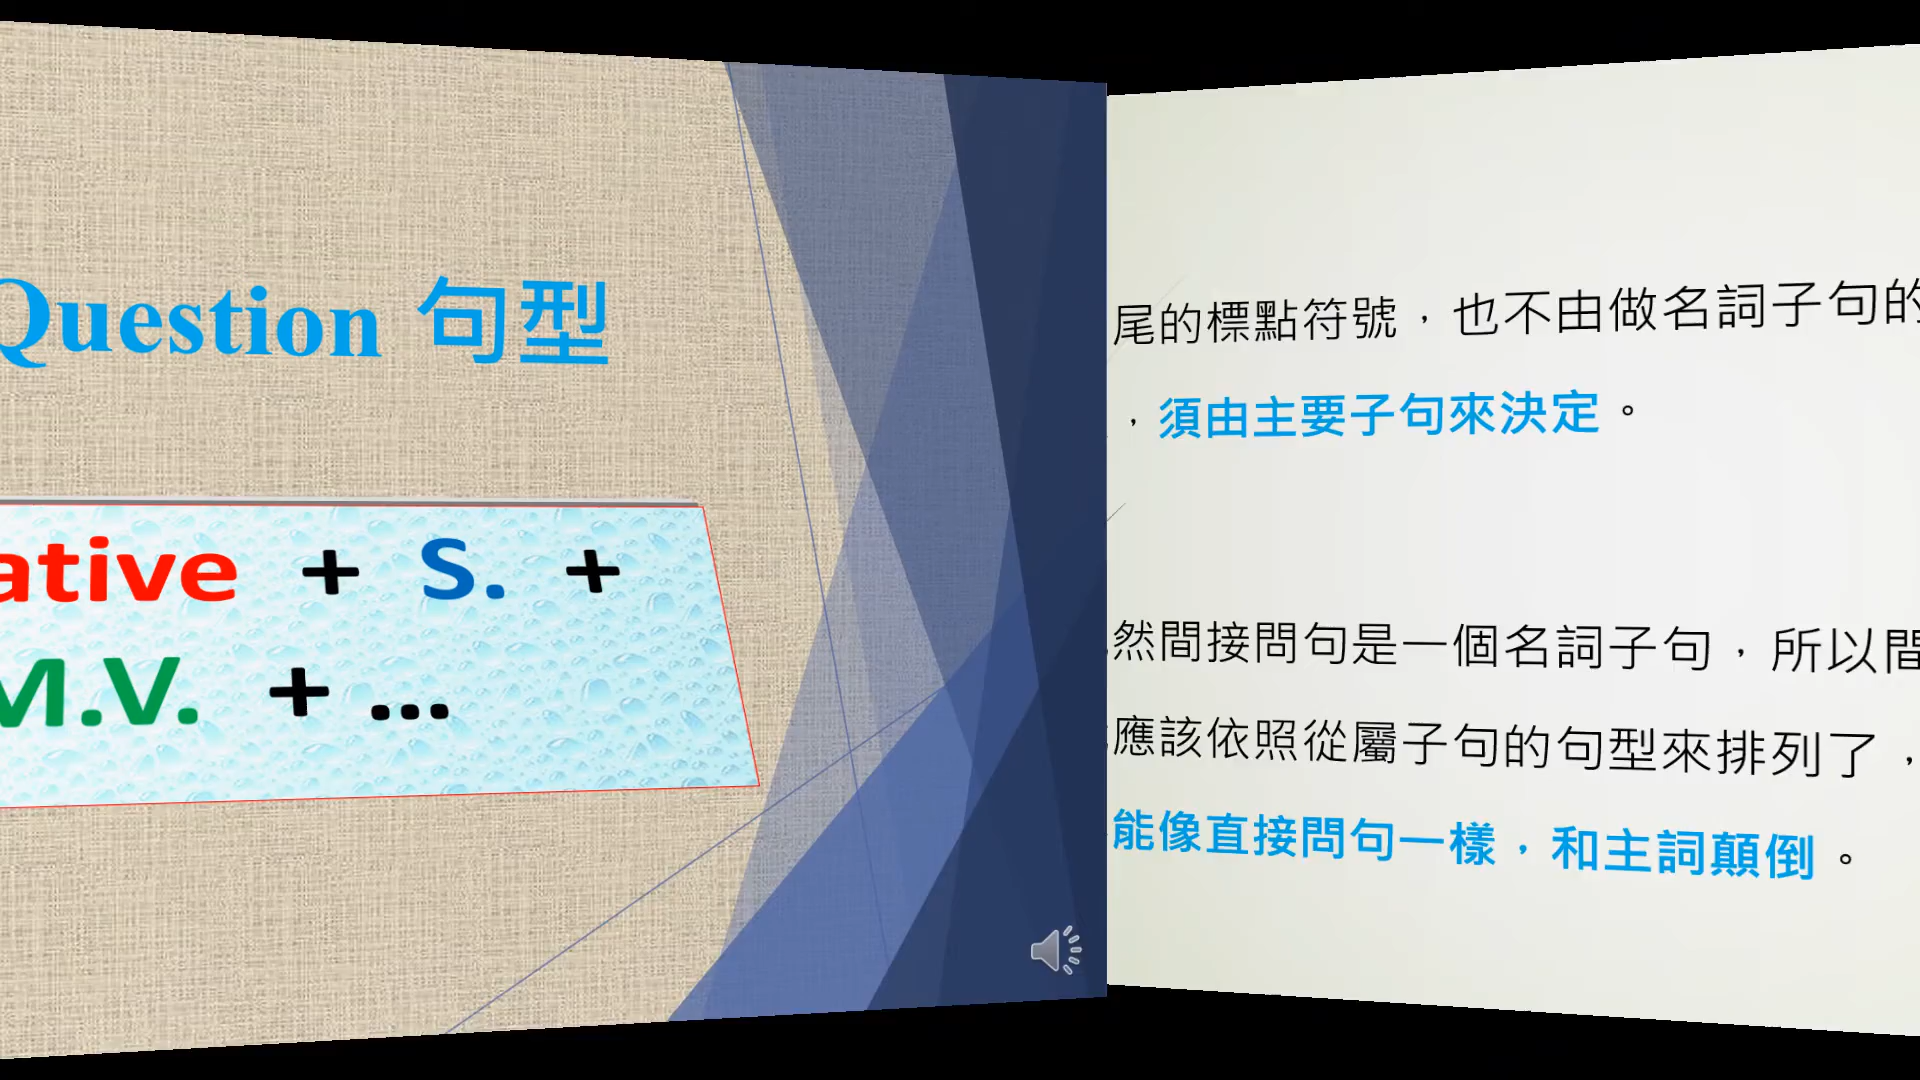 Question 句型
ative + S. +
M.V. + ...
尾的標點符號，也不由做名詞子句的
，須由主要子句來決定。
然間接問句是一個名詞子句，所以間
應該依照從屬子句的句型來排列了，
能像直接問句一樣，和主詞顛倒。